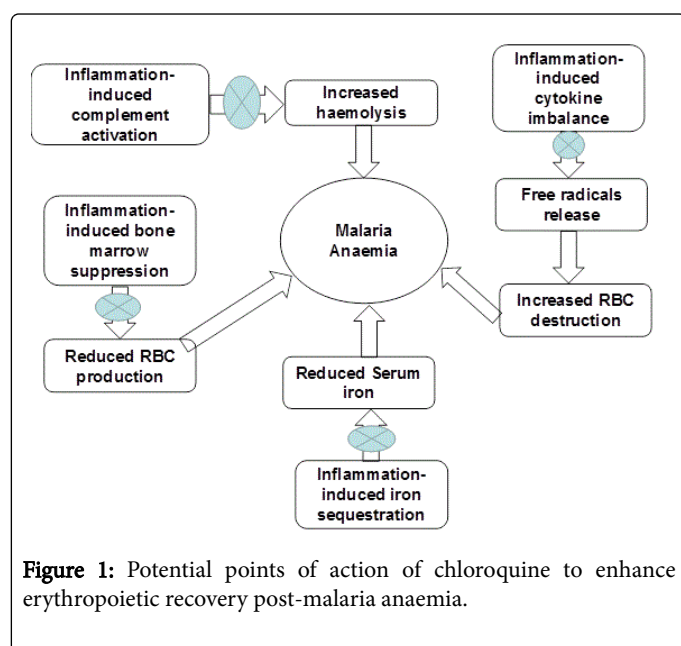 Inflammation-
induced
complement
activation
Increased
haemolysis
Inflammation-
induced
cytokine
imbalance
Free radicals
release
Increased RBC
destruction
Malaria
Anaemia
Inflammation-
induced bone
marrow
suppression
Reduced RBC
production
Reduced Serum
iron
Inflammation-
induced iron
sequestration
Figure 1: Potential points of action of chloroquine to enhance
erythropoietic recovery post-malaria anaemia.